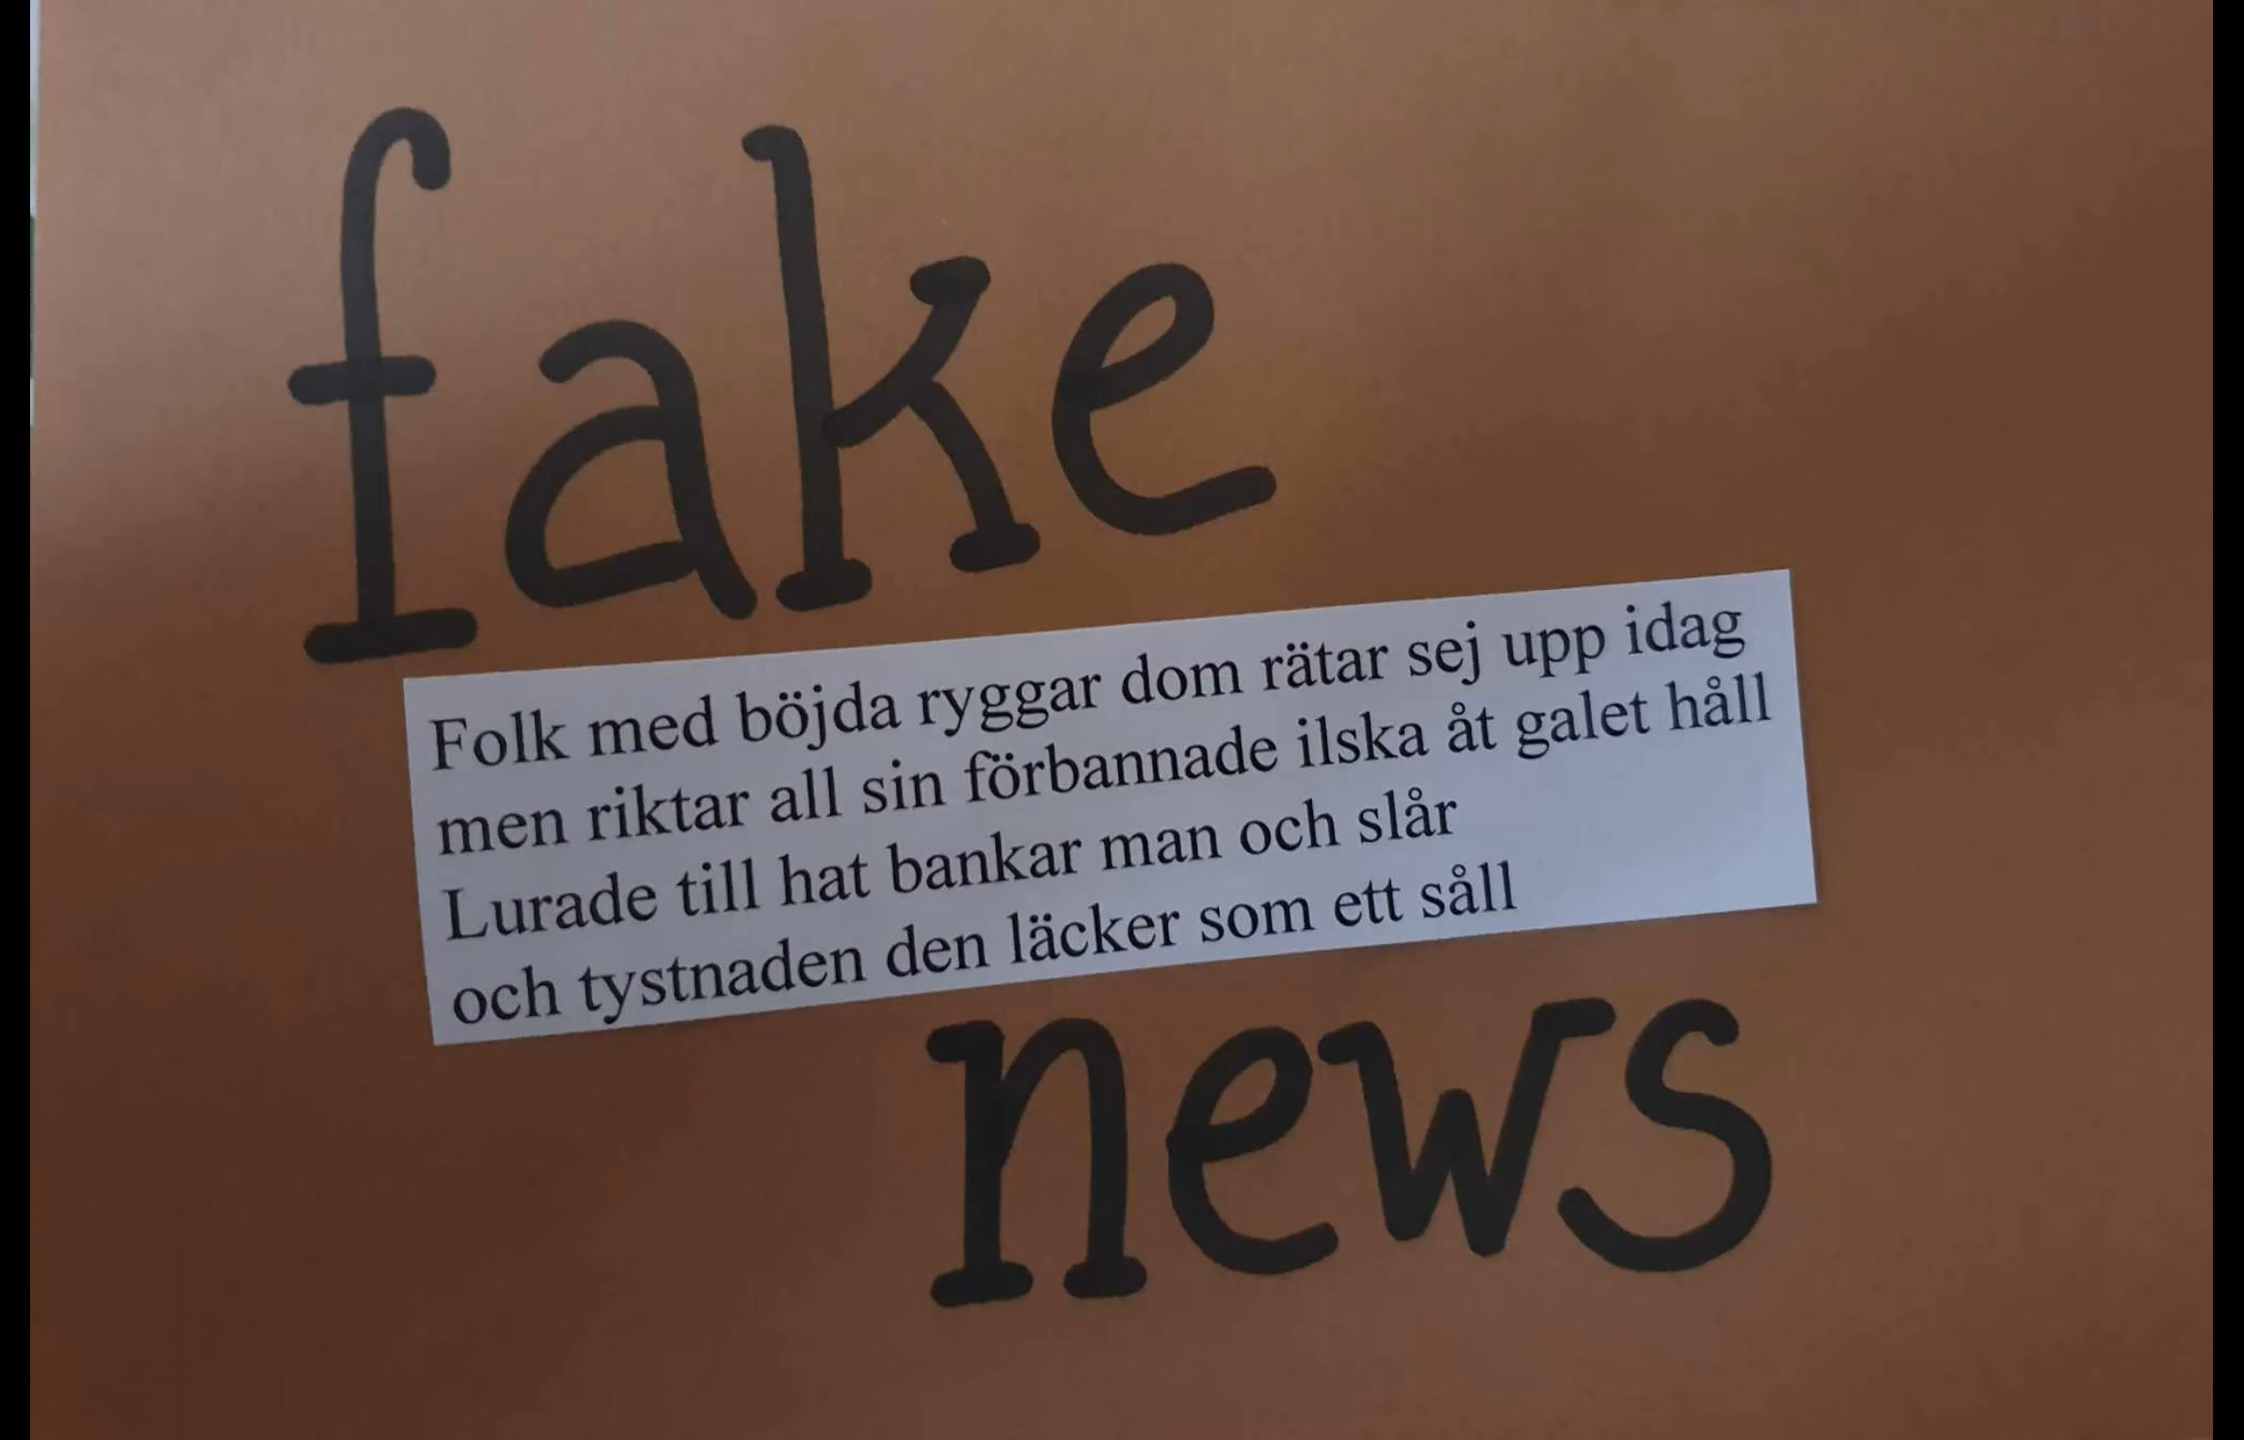 fake
Folk med böjda ryggar dom rätar sej upp idag
men riktar all sin förbannade ilska åt galet håll
Lurade till hat bankar man och slår
och tystnaden den läcker som ett såll
news